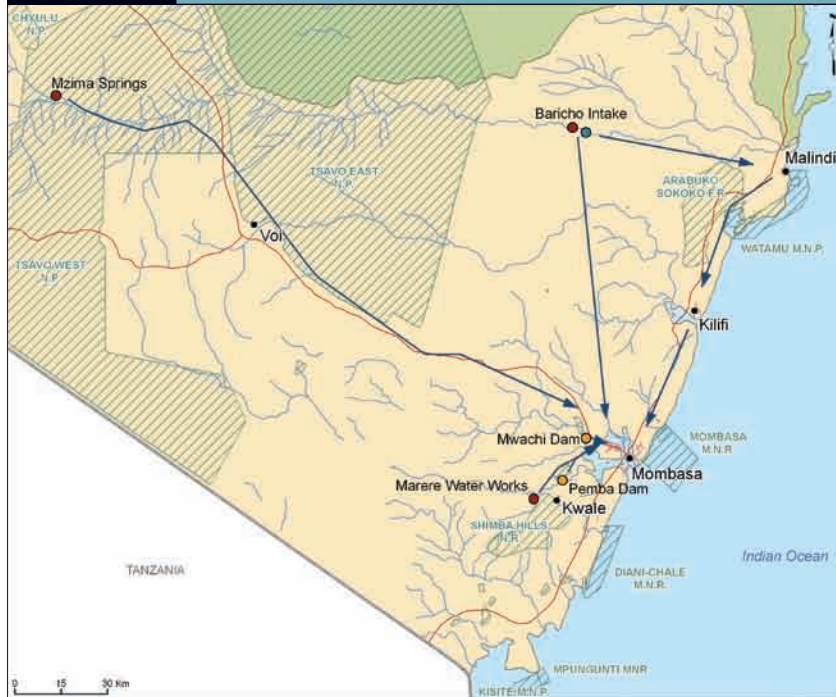 CHYULU
N.P.
Mzima Springs
Baricho Intake
Malindi
TSAVO EAST
N.P.
ARABUKO
SOKOKO F.R
Voi
WATAMU M.N.P.
TSAVO WEST
N.P.
Kilifi
Mwachi Dam
MOMBASA
M.N.R
Mombasa
Marere Water Works
Pemba Dam
Kwale
SHIMBA HILLS
N.R.
Indian Ocean
TANZANIA
DIANI-CHALE
M.N.R.
0 15 30 Km
MPUNGUNTI MNR
KISITE M.N.P.